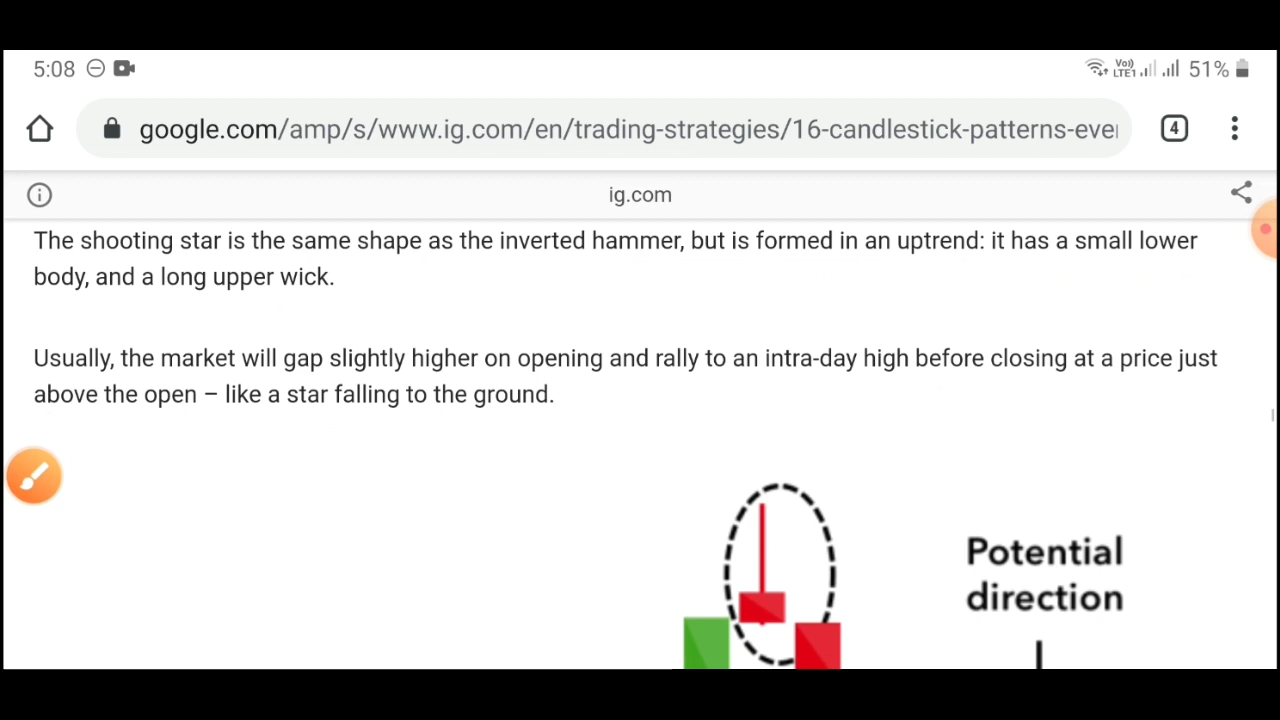 5:08 Vo)) LTE1 51%
google.com/amp/s/www.ig.com/en/trading-strategies/16-candlestick-patterns-eve 4
ig.com
The shooting star is the same shape as the inverted hammer, but is formed in an uptrend: it has a small lower
body, and a long upper wick.
Usually, the market will gap slightly higher on opening and rally to an intra-day high before closing at a price just
above the open – like a star falling to the ground.
Potential
direction